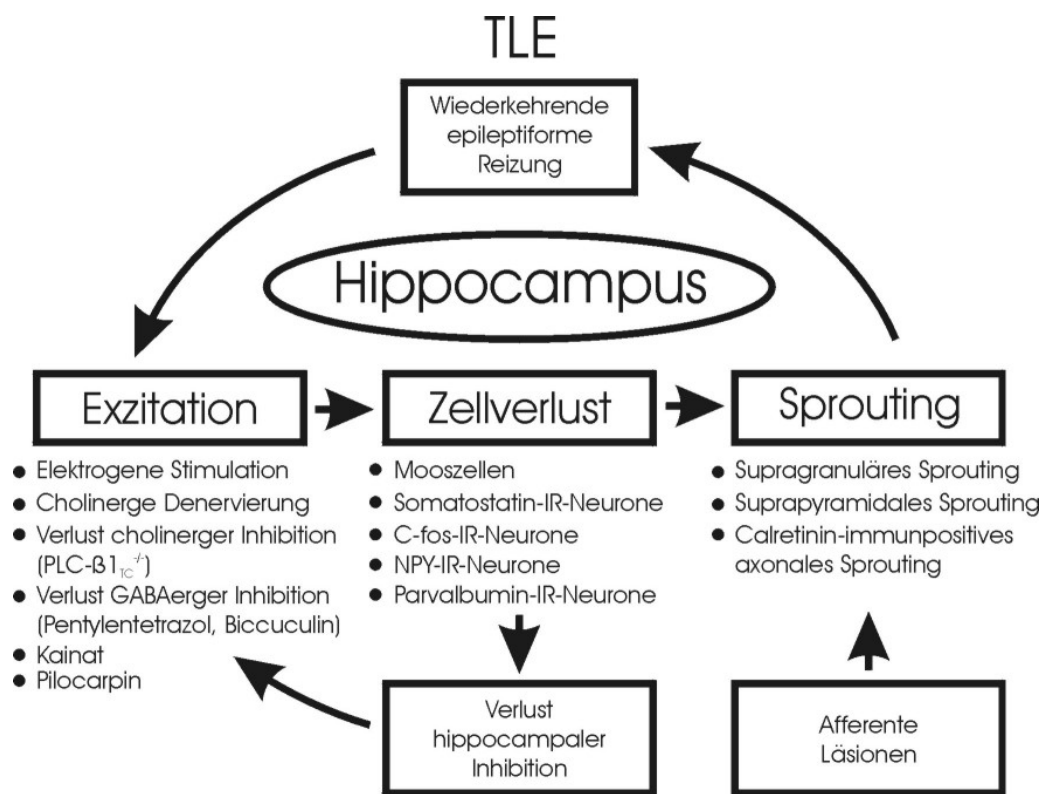 TLE
Wiederkehrende
epileptiforme
Reizung
Hippocampus
Exzitation
Elektrogene Stimulation
Cholinerge Denervierung
Verlust cholinerger Inhibition
(PLC-ß1TC-/-)
Verlust GABAerger Inhibition
(Pentylentetrazol, Biccuculin)
Kainat
Pilocarpin
Zellverlust
Mooszellen
Somatostatin-IR-Neurone
C-fos-IR-Neurone
NPY-IR-Neurone
Parvalbumin-IR-Neurone
Sprouting
Supragranuläres Sprouting
Suprapyramidales Sprouting
Calretinin-immunpositives
axonales Sprouting
Verlust
hippocampaler
Inhibition
Afferente
Läsionen